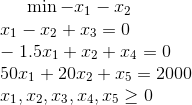 min −x₁ − x₂
x₁ − x₂ + x₃ = 0
− 1.5x₁ + x₂ + x₄ = 0
50x₁ + 20x₂ + x₅ = 2000
x₁, x₂, x₃, x₄, x₅ ≥ 0